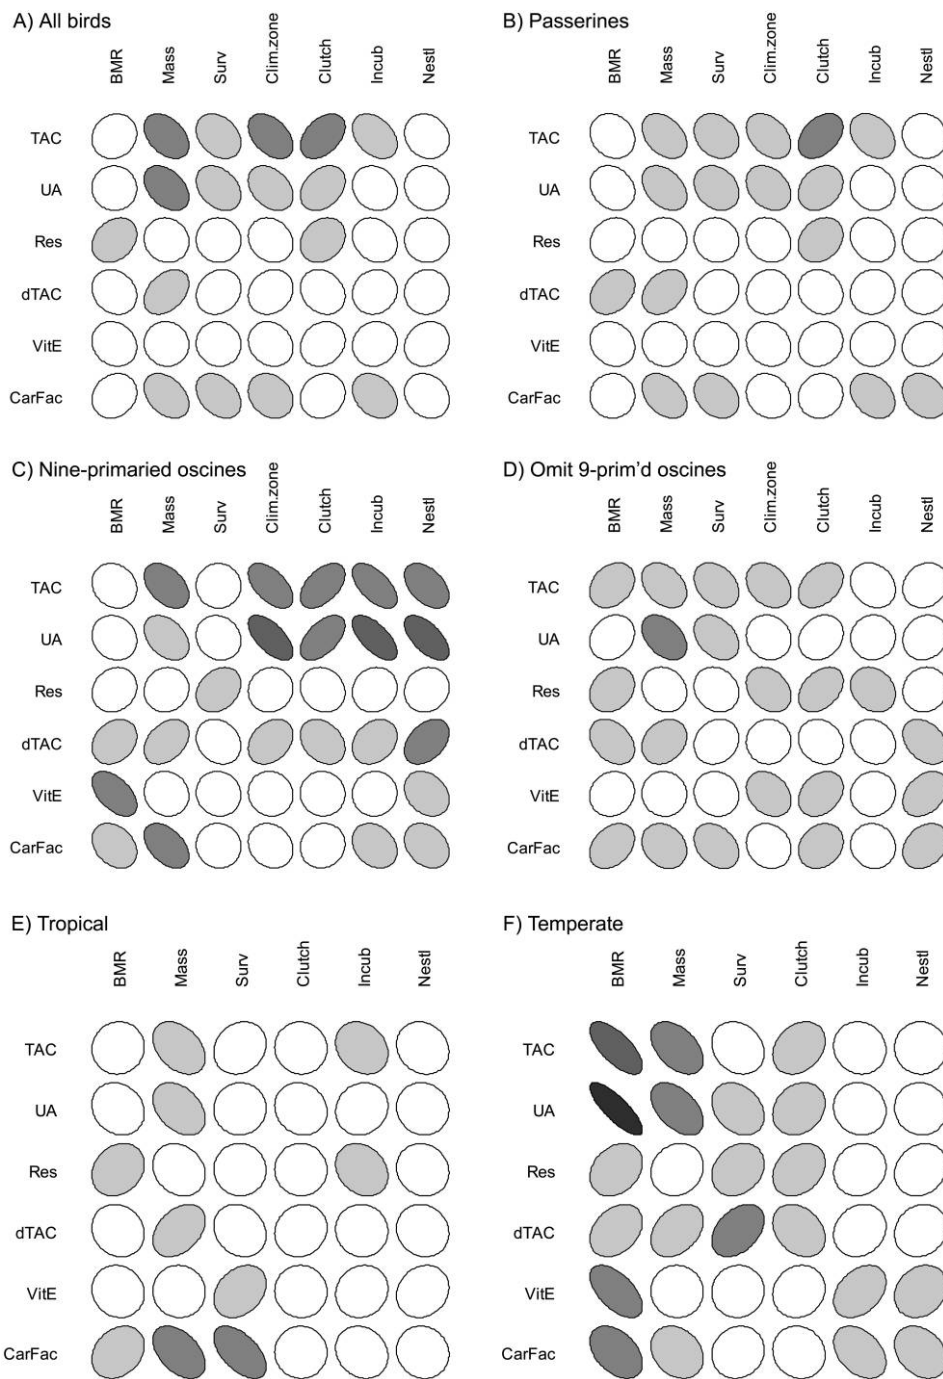 A) All birds
BMR Mass Surv Clim.zone Clutch Incub Nestl
TAC
UA
Res
dTAC
VitE
CarFac
B) Passerines
BMR Mass Surv Clim.zone Clutch Incub Nestl
TAC
UA
Res
dTAC
VitE
CarFac
C) Nine-primaried oscines
BMR Mass Surv Clim.zone Clutch Incub Nestl
TAC
UA
Res
dTAC
VitE
CarFac
D) Omit 9-prim'd oscines
BMR Mass Surv Clim.zone Clutch Incub Nestl
TAC
UA
Res
dTAC
VitE
CarFac
E) Tropical
BMR Mass Surv Clutch Incub Nestl
TAC
UA
Res
dTAC
VitE
CarFac
F) Temperate
BMR Mass Surv Clutch Incub Nestl
TAC
UA
Res
dTAC
VitE
CarFac